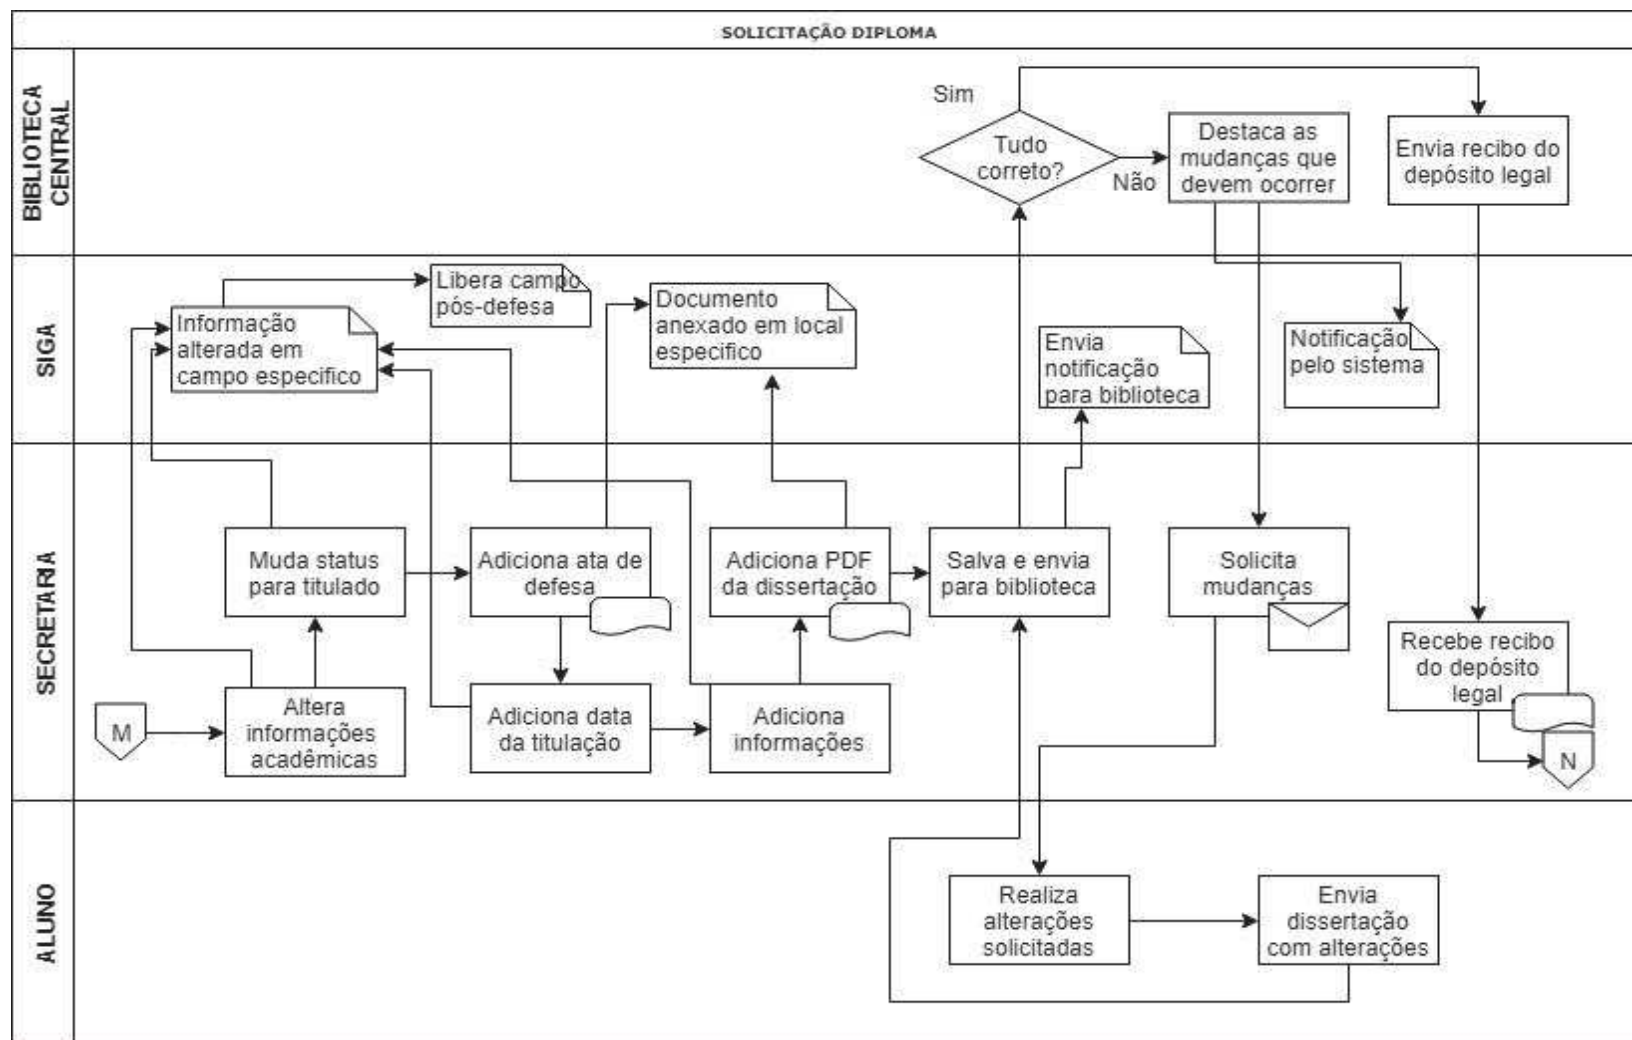 SOLICITAÇÃO DIPLOMA
BIBLIOTECA
CENTRAL
Sim
Tudo
correto?
Não
Destaca as
mudanças que
devem ocorrer
Envia recibo do
depósito legal
SIGA
Informação
alterada em
campo especifico
Libera campo
pós-defesa
Documento
anexado em local
especifico
Envia
notificação
para biblioteca
Notificação
pelo sistema
SECRETARIA
Muda status
para titulado
Adiciona ata de
defesa
Adiciona PDF
da dissertação
Salva e envia
para biblioteca
Solicita
mudanças
Recebe recibo
do depósito
legal
M
Altera
informações
acadêmicas
Adiciona data
da titulação
Adiciona
informações
N
ALUNO
Realiza
alterações
solicitadas
Envia
dissertação
com alterações